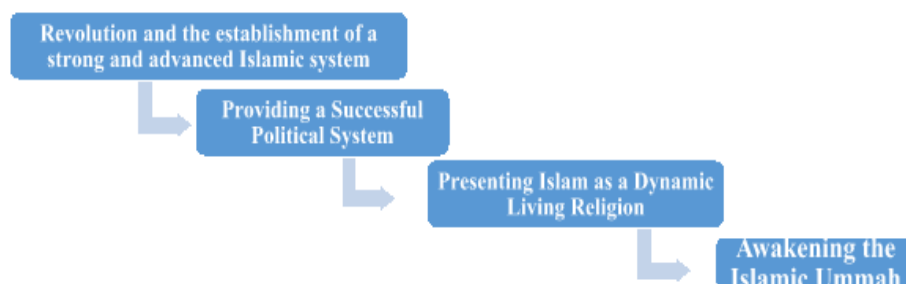 Revolution and the establishment of a
strong and advanced Islamic system
Providing a Successful
Political System
Presenting Islam as a Dynamic
Living Religion
Awakening the
Islamic Ummah